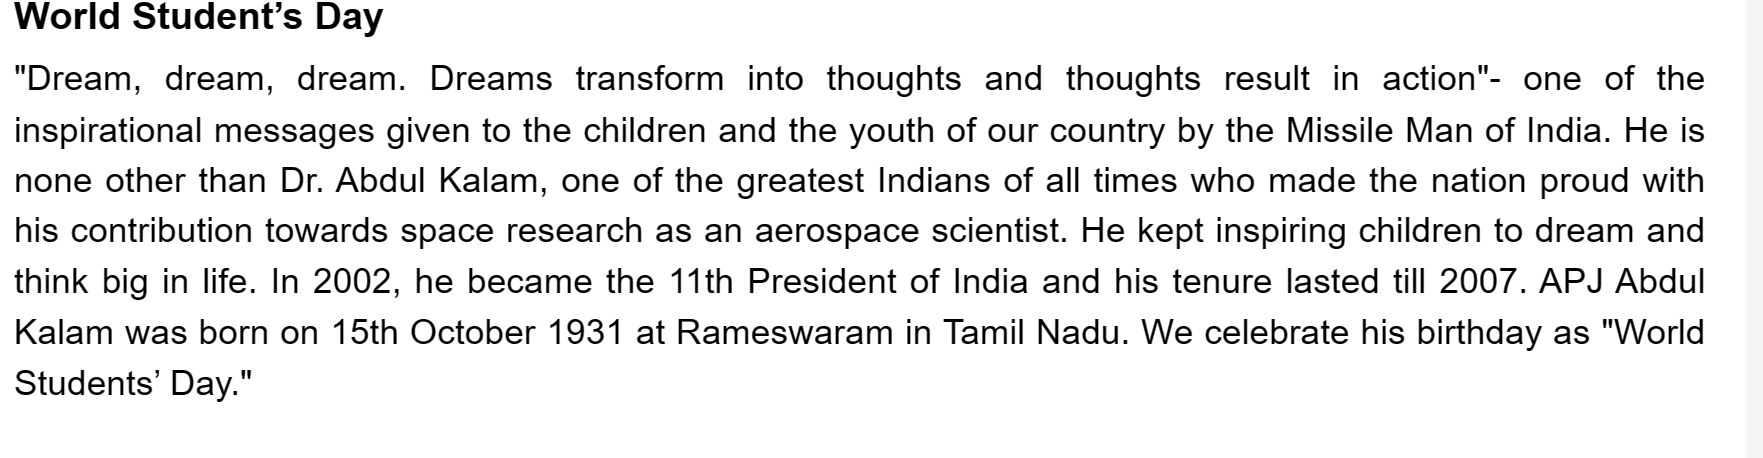 World Student’s Day
"Dream, dream, dream. Dreams transform into thoughts and thoughts result in action"- one of the
inspirational messages given to the children and the youth of our country by the Missile Man of India. He is
none other than Dr. Abdul Kalam, one of the greatest Indians of all times who made the nation proud with
his contribution towards space research as an aerospace scientist. He kept inspiring children to dream and
think big in life. In 2002, he became the 11th President of India and his tenure lasted till 2007. APJ Abdul
Kalam was born on 15th October 1931 at Rameswaram in Tamil Nadu. We celebrate his birthday as "World
Students’ Day."